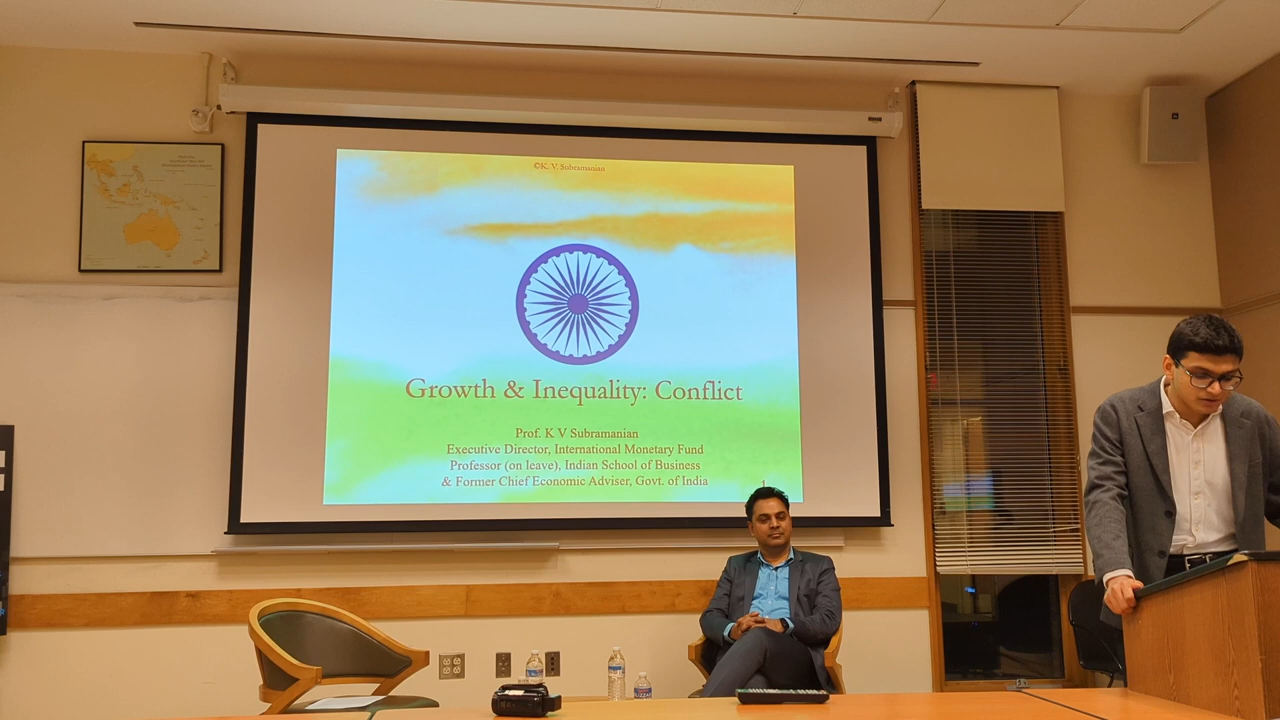 ©K. V. Subramanian
Growth & Inequality: Conflict
Prof. K V Subramanian
Executive Director, International Monetary Fund
Professor (on leave), Indian School of Business
& Former Chief Economic Adviser, Govt. of India
1